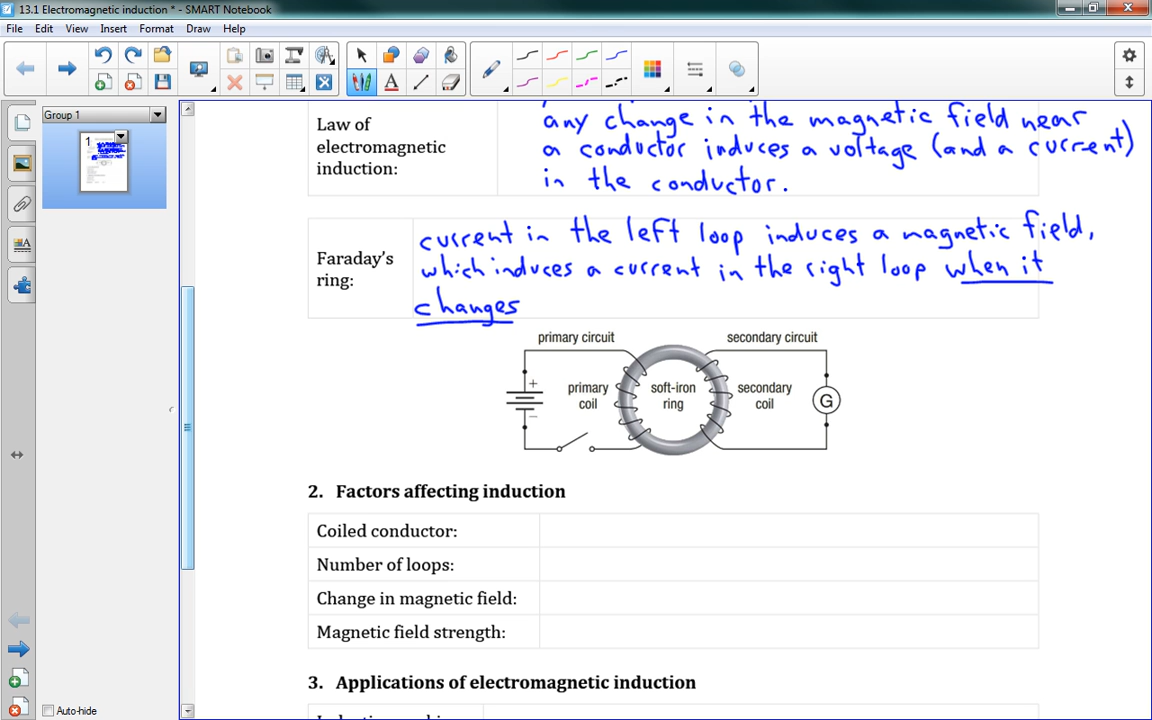 13.1 Electromagnetic induction * - SMART Notebook
File Edit View Insert Format Draw Help
Group 1
1
Law of
electromagnetic
induction:
any change in the magnetic field near
a conductor induces a voltage (and a current)
in the conductor.
Faraday's
ring:
current in the left loop induces a magnetic field,
which induces a current in the right loop when it
changes
primary circuit
secondary circuit
+
primary
coil
soft-iron
ring
secondary
coil
G
−
2. Factors affecting induction
Coiled conductor:
Number of loops:
Change in magnetic field:
Magnetic field strength:
3. Applications of electromagnetic induction
Auto-hide